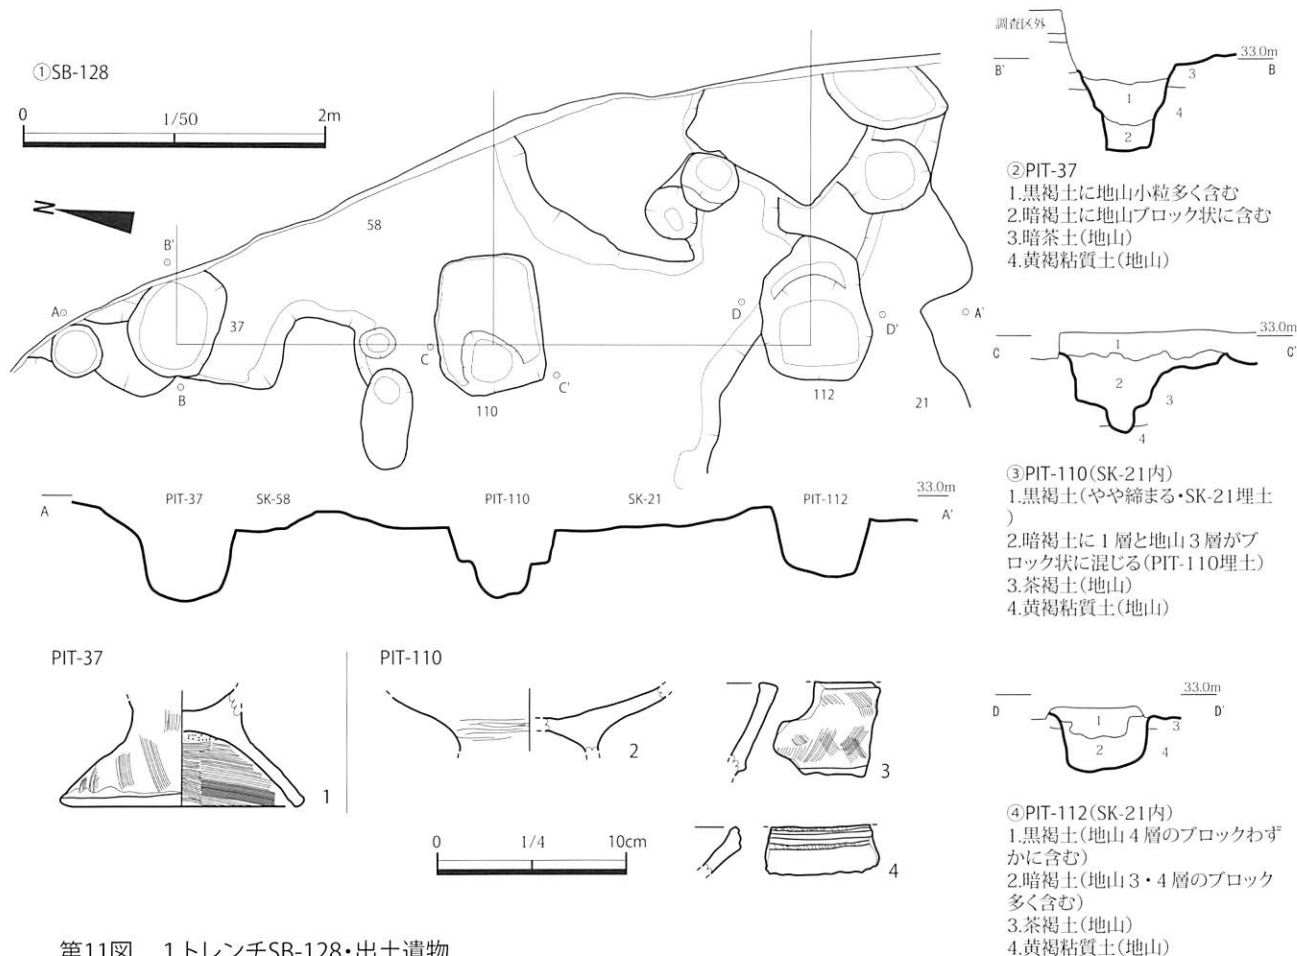 ①SB-128
0 1/50 2m
N
58
B'
A
37
B
C
C'
110
D
D'
A'
112
21
A
PIT-37
SK-58
PIT-110
SK-21
PIT-112
33.0m
A'
PIT-37
1
PIT-110
2
3
4
0 1/4 10cm
調査区外
B'
33.0m
B
1
2
3
4
②PIT-37
1.黒褐土に地山小粒多く含む
2.暗褐土に地山ブロック状に含む
3.暗茶土(地山)
4.黄褐粘質土(地山)
33.0m
C
C'
1
2
3
4
③PIT-110(SK-21内)
1.黒褐土(やや締まる・SK-21埋土
)
2.暗褐土に1層と地山3層がブ
ロック状に混じる(PIT-110埋土)
3.茶褐土(地山)
4.黄褐粘質土(地山)
33.0m
D
D'
1
2
3
4
④PIT-112(SK-21内)
1.黒褐土(地山4層のブロックわず
かに含む)
2.暗褐土(地山3・4層のブロック
多く含む)
3.茶褐土(地山)
4.黄褐粘質土(地山)
第11図 1トレンチSB-128・出土遺物